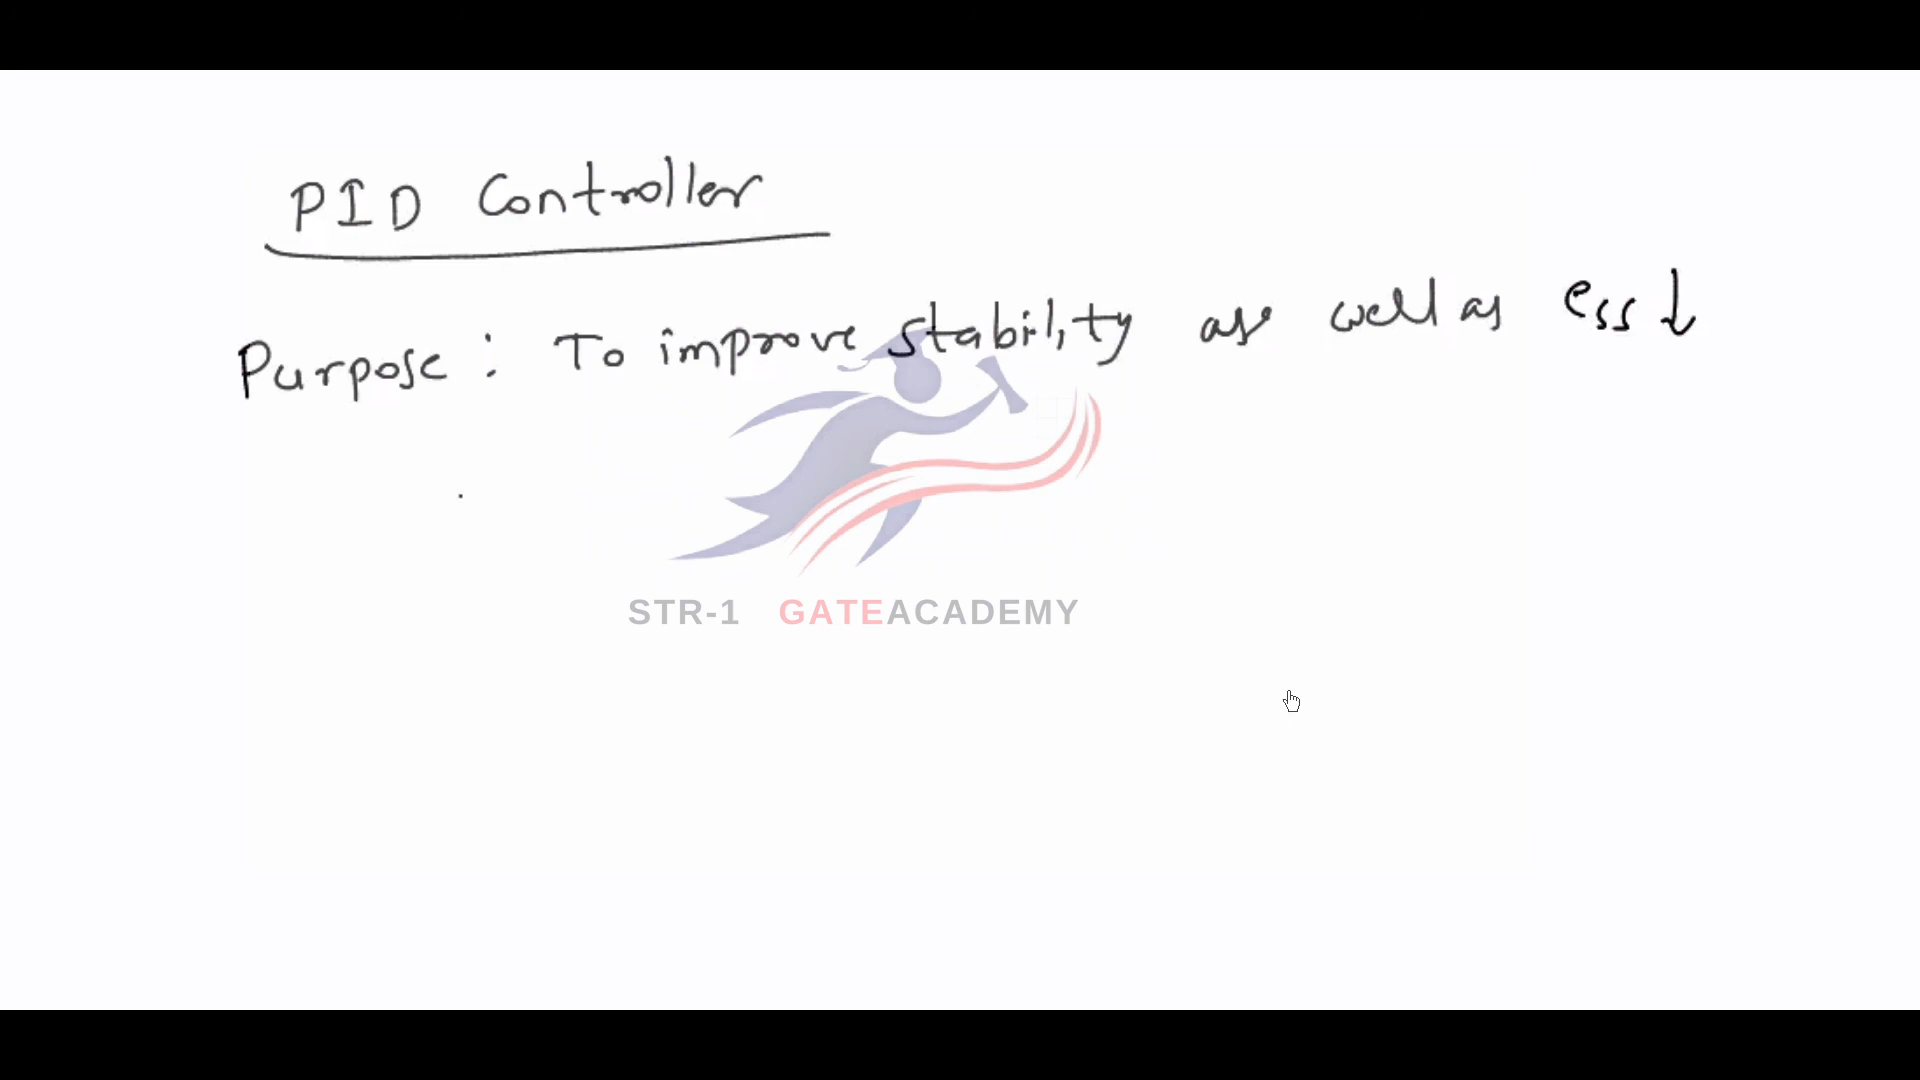 PID Controller
Purpose : To improve stability as well as ess ↓
STR-1 GATEACADEMY